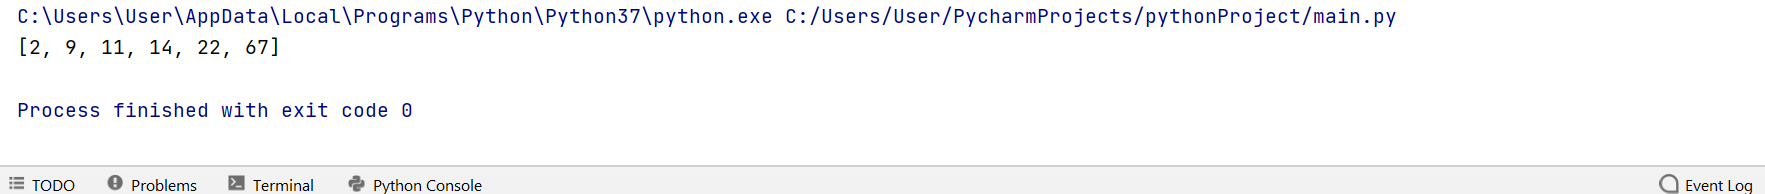 C:\Users\User\AppData\Local\Programs\Python\Python37\python.exe C:/Users/User/PycharmProjects/pythonProject/main.py
[2, 9, 11, 14, 22, 67]
Process finished with exit code 0
TODO Problems Terminal Python Console Event Log